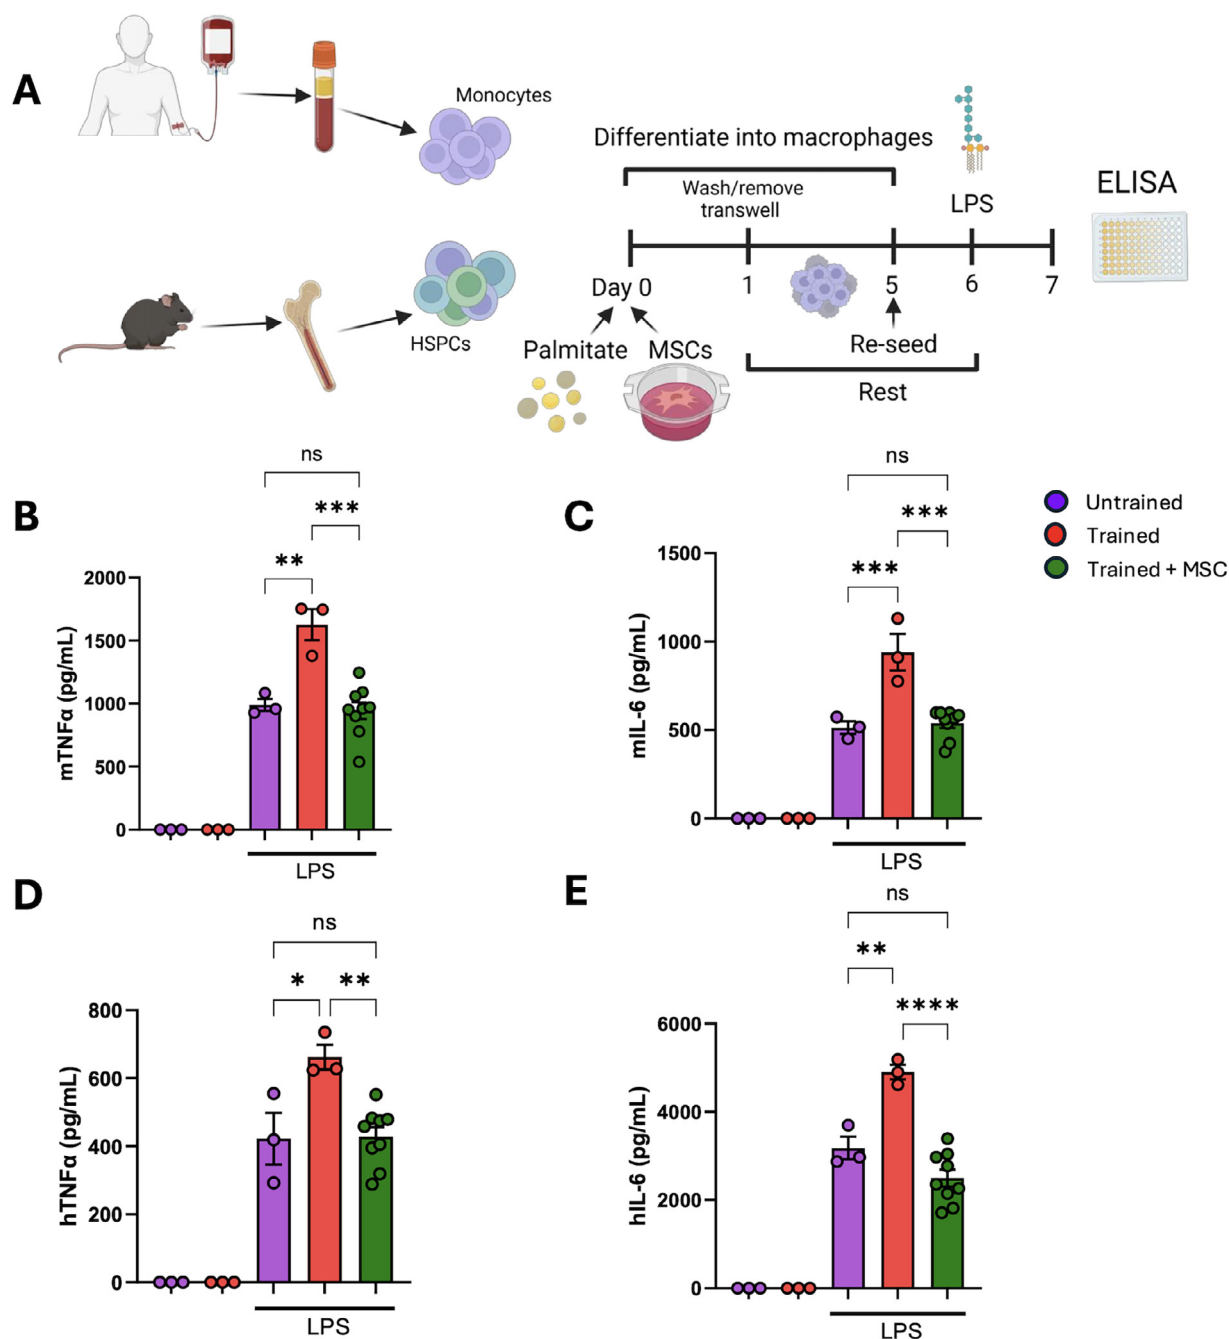 A
Monocytes
HSPCs
Differentiate into macrophages
Wash/remove
transwell
LPS
ELISA
Day 0
1
5
6
7
Palmitate
MSCs
Re-seed
Rest
B
ns
***
**
mTNFα (pg/mL)
2000
1500
1000
500
0
LPS
C
ns
***
***
mIL-6 (pg/mL)
1500
1000
500
0
LPS
Untrained
Trained
Trained + MSC
D
ns
*
**
hTNFα (pg/mL)
800
600
400
200
0
LPS
E
ns
**
****
hIL-6 (pg/mL)
6000
4000
2000
0
LPS